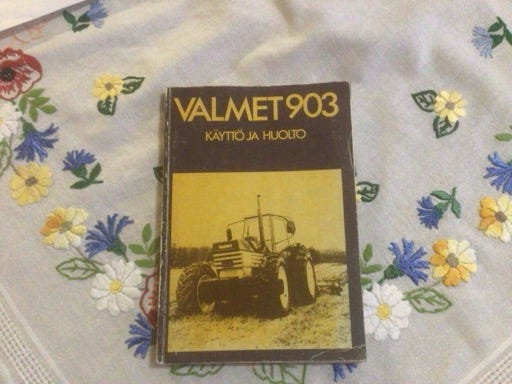 VALMET 903
KÄYTTÖ JA HUOLTO